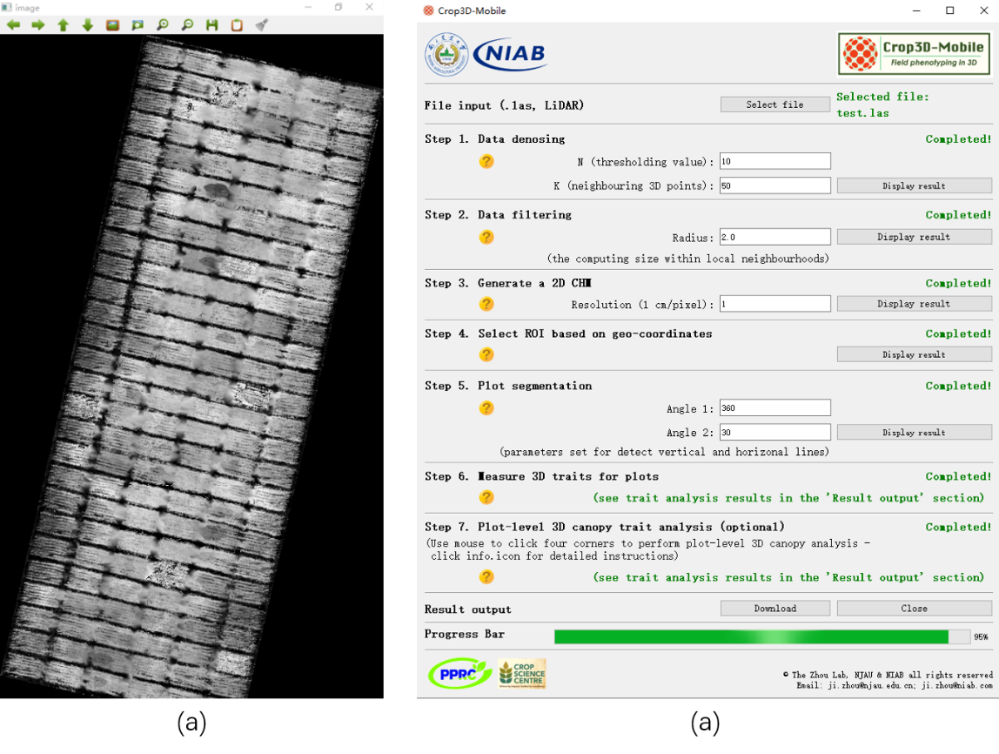 image
Crop3D-Mobile
NIAB
Crop3D-Mobile
Field phenotyping in 3D
File input (.las, LiDAR)
Select file
Selected file:
test.las
Step 1. Data denosing
Completed!
N (thresholding value):
10
K (neighbouring 3D points):
50
Display result
Step 2. Data filtering
Completed!
Radius:
2.0
Display result
(the computing size within local neighbourhoods)
Step 3. Generate a 2D CHM
Completed!
Resolution (1 cm/pixel):
1
Display result
Step 4. Select ROI based on geo-coordinates
Completed!
Display result
Step 5. Plot segmentation
Completed!
Angle 1:
360
Angle 2:
30
Display result
(parameters set for detect vertical and horizonal lines)
Step 6. Measure 3D traits for plots
Completed!
(see trait analysis results in the 'Result output' section)
Step 7. Plot-level 3D canopy trait analysis (optional)
Completed!
(Use mouse to click four corners to perform plot-level 3D canopy analysis -
click info.icon for detailed instructions)
(see trait analysis results in the 'Result output' section)
Result output
Download
Close
Progress Bar
95%
PPRC
CROP
SCIENCE
CENTRE
© The Zhou Lab, NJAU & NIAB all rights reserved
Email: ji.zhou@njau.edu.cn; ji.zhou@niab.com
(a)
(a)